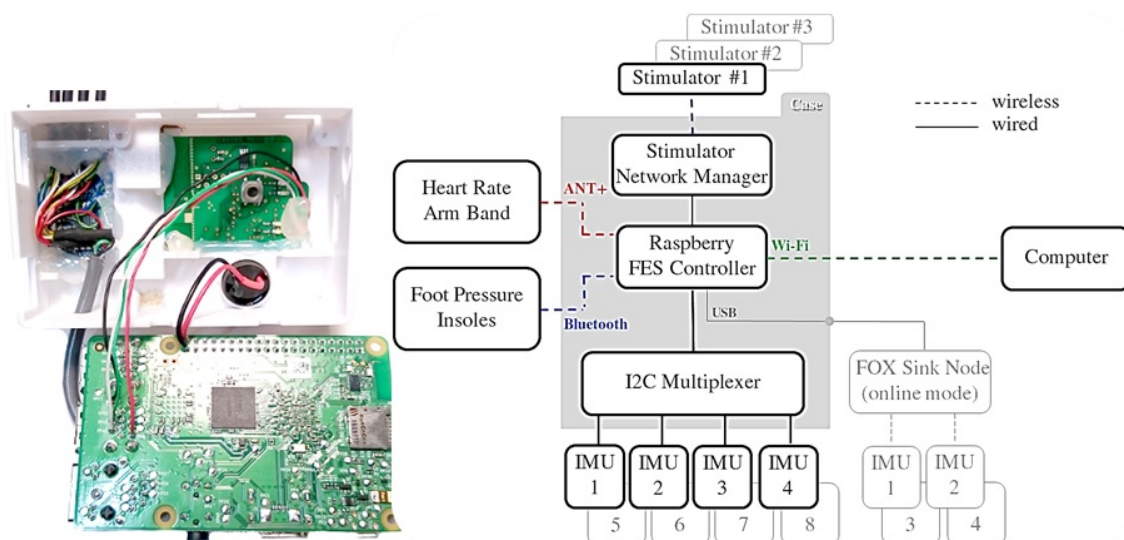 Stimulator #3
Stimulator #2
Stimulator #1
Case
wireless
wired
Stimulator
Network Manager
Heart Rate
Arm Band
ANT+
Raspberry
FES Controller
Wi-Fi
Computer
Foot Pressure
Insoles
Bluetooth
USB
I2C Multiplexer
FOX Sink Node
(online mode)
IMU
1
IMU
2
IMU
3
IMU
4
IMU
1
IMU
2
5
6
7
8
3
4